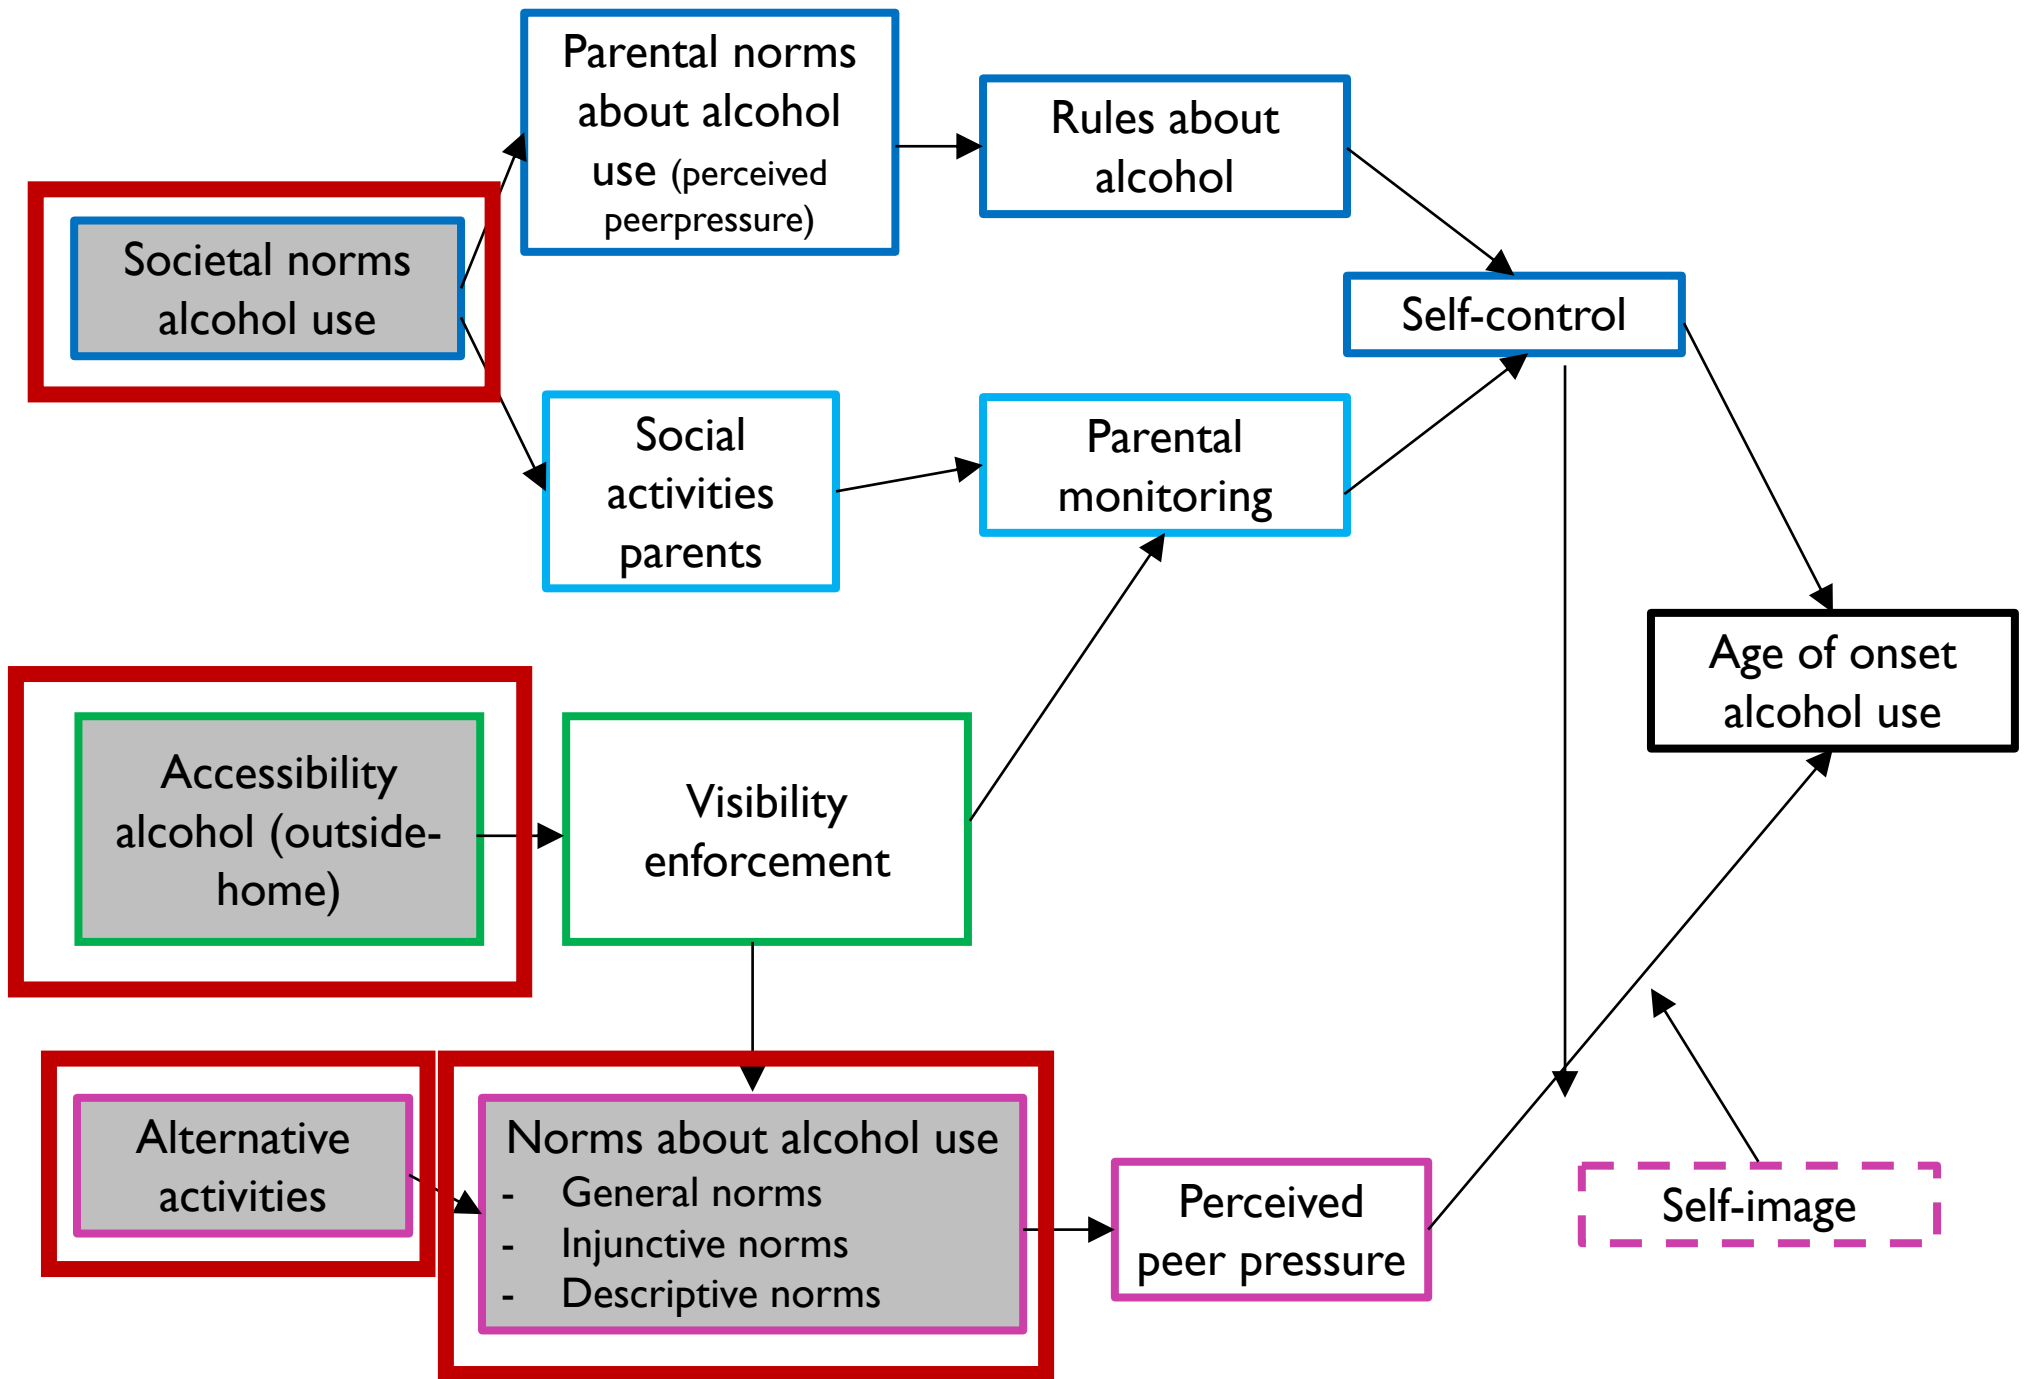 Parental norms
about alcohol
use (perceived
peerpressure)
Rules about
alcohol
Societal norms
alcohol use
Self-control
Social
activities
parents
Parental
monitoring
Age of onset
alcohol use
Accessibility
alcohol (outside-
home)
Visibility
enforcement
Alternative
activities
Norms about alcohol use
- General norms
- Injunctive norms
- Descriptive norms
Perceived
peer pressure
Self-image